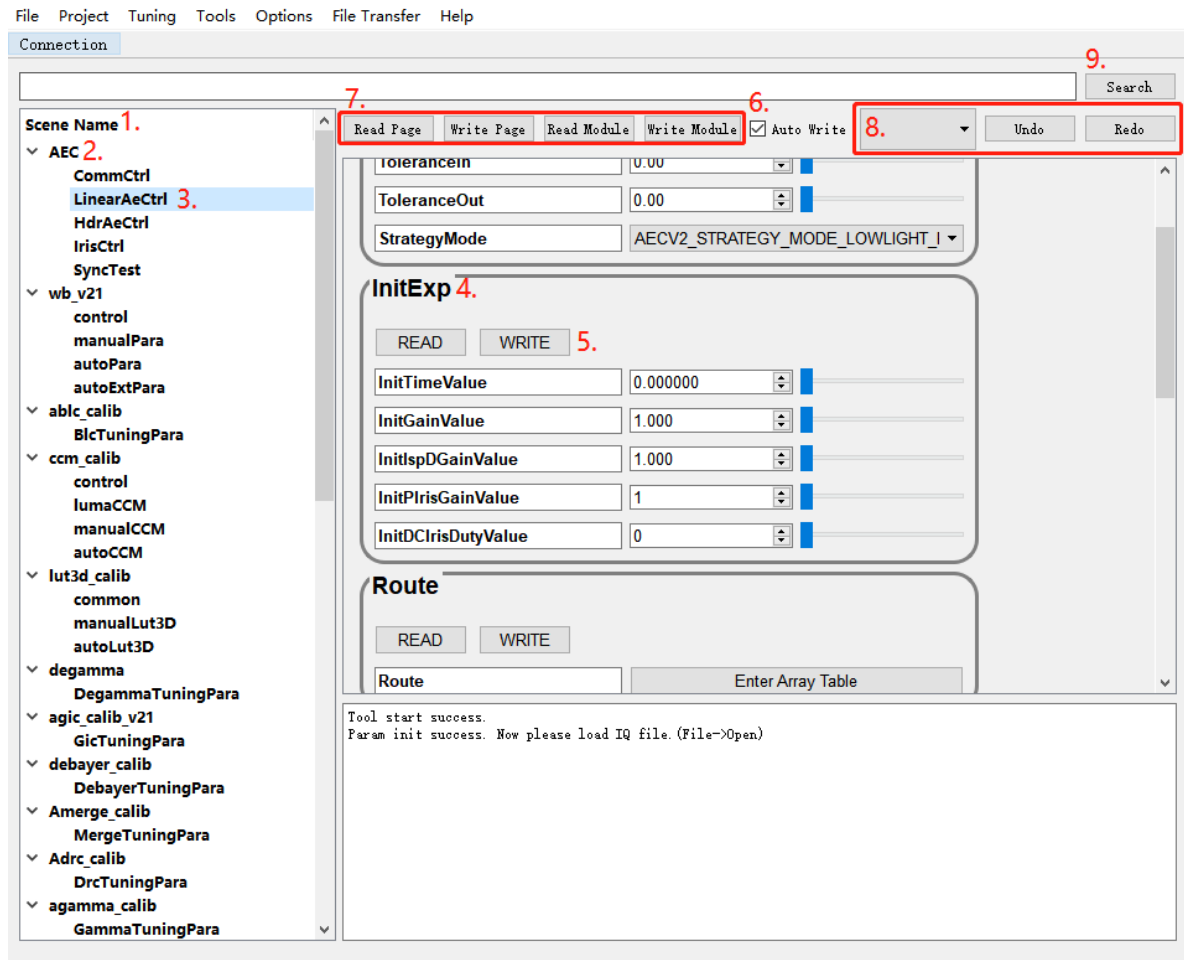 File Project Tuning Tools Options File Transfer Help
Connection
9.
Search
7.
6.
Read Page Write Page Read Module Write Module Auto Write 8. Undo Redo
Scene Name 1.
AEC 2.
CommCtrl
LinearAeCtrl 3.
HdrAeCtrl
IrisCtrl
SyncTest
wb_v21
control
manualPara
autoPara
autoExtPara
ablc_calib
BlcTuningPara
ccm_calib
control
lumaCCM
manualCCM
autoCCM
lut3d_calib
common
manualLut3D
autoLut3D
degamma
DegammaTuningPara
agic_calib_v21
GicTuningPara
debayer_calib
DebayerTuningPara
Amerge_calib
MergeTuningPara
Adrc_calib
DrcTuningPara
agamma_calib
GammaTuningPara
ToleranceIn 0.00
ToleranceOut 0.00
StrategyMode AECV2_STRATEGY_MODE_LOWLIGHT_
InitExp 4.
READ WRITE 5.
InitTimeValue 0.000000
InitGainValue 1.000
InitIspDGainValue 1.000
InitPIrisGainValue 1
InitDCIrisDutyValue 0
Route
READ WRITE
Route Enter Array Table
Tool start success.
Param init success. Now please load IQ file.(File->Open)